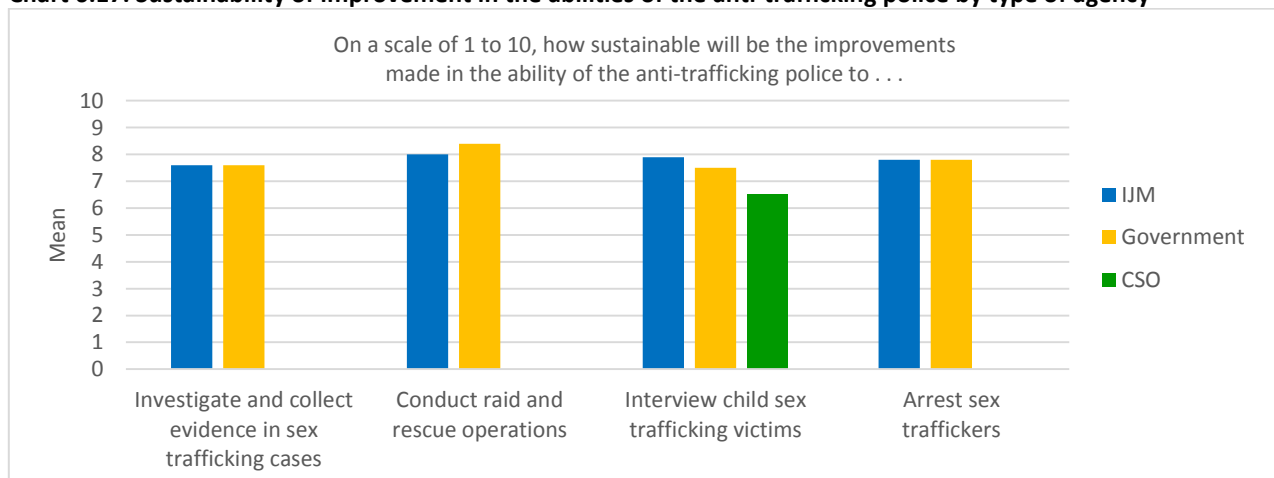 Chart 5.17: Sustainability of improvement in the abilities of the anti-trafficking police by type of agency
On a scale of 1 to 10, how sustainable will be the improvements
made in the ability of the anti-trafficking police to . . .
10
9
8
7
6
5
4
3
2
1
0
Mean
Investigate and collect
evidence in sex
trafficking cases
Conduct raid and
rescue operations
Interview child sex
trafficking victims
Arrest sex
traffickers
IJM
Government
CSO